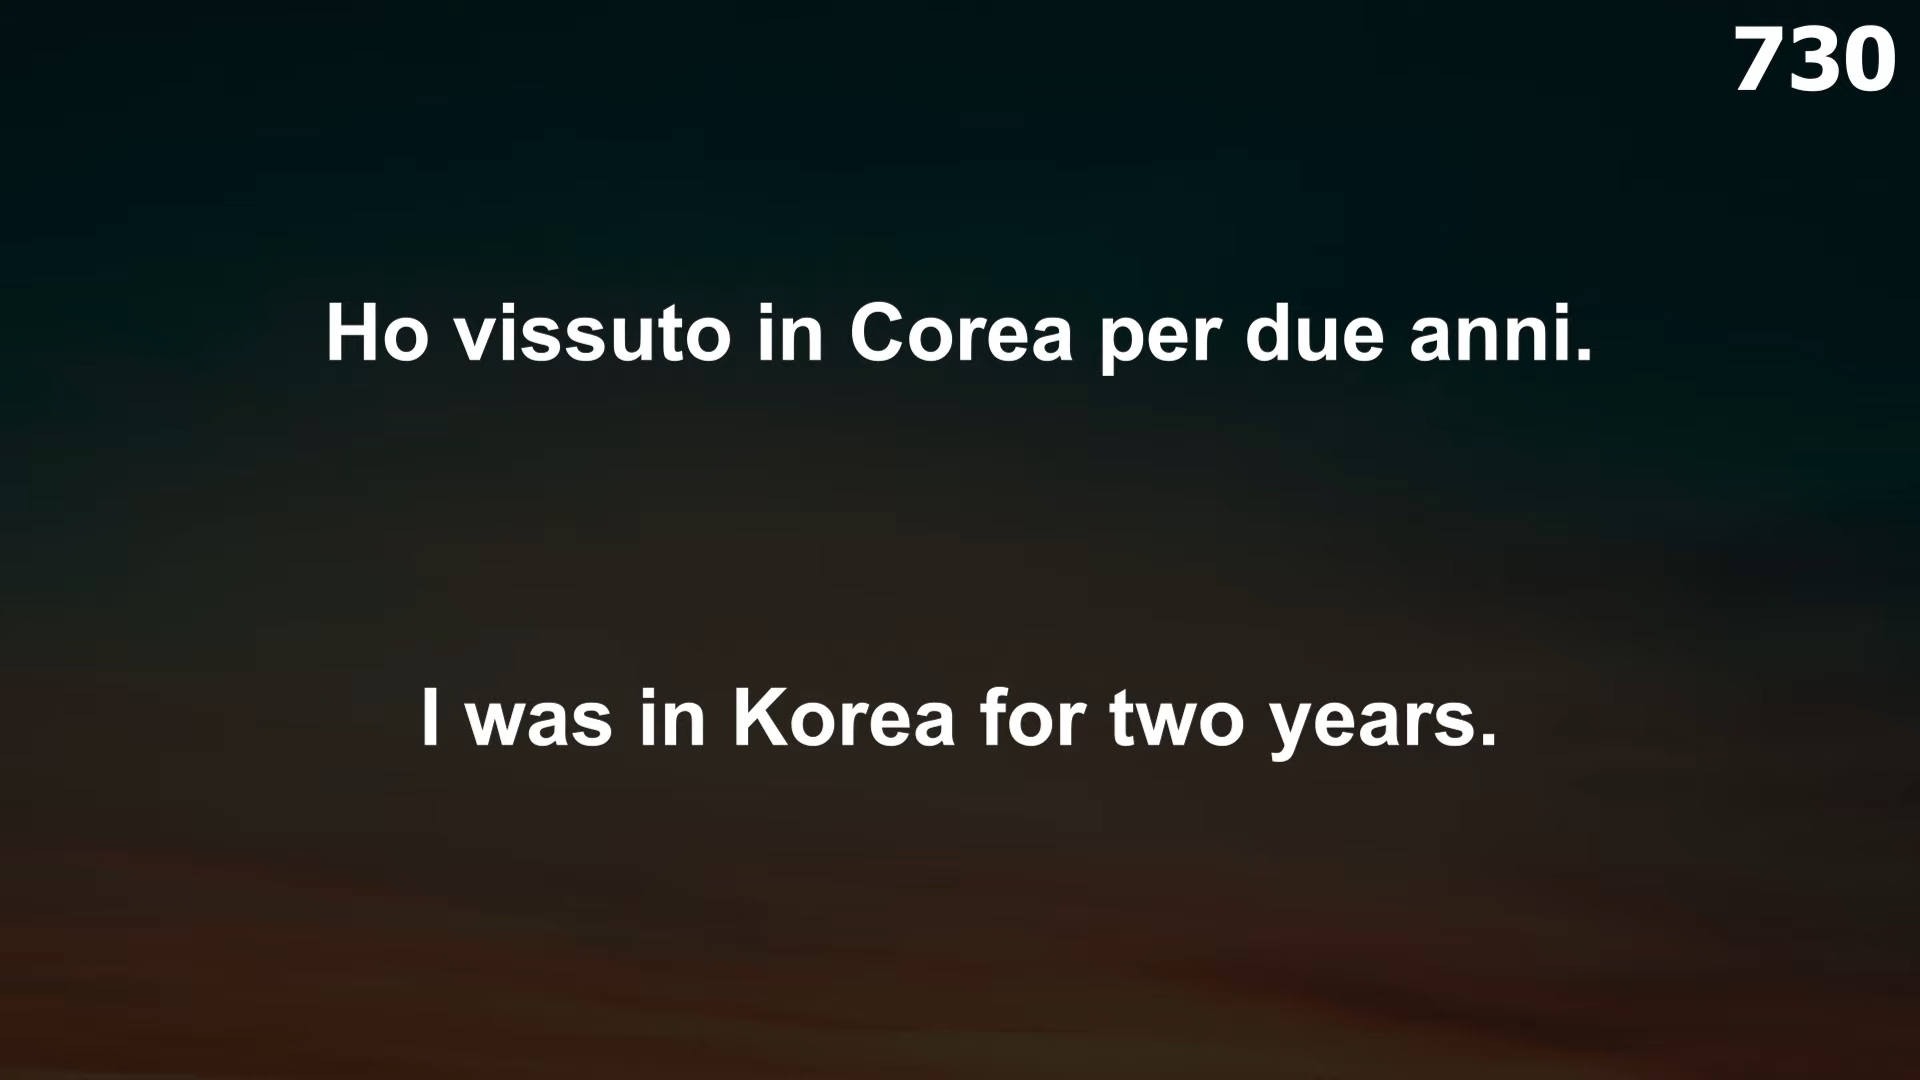 730
Ho vissuto in Corea per due anni.
I was in Korea for two years.